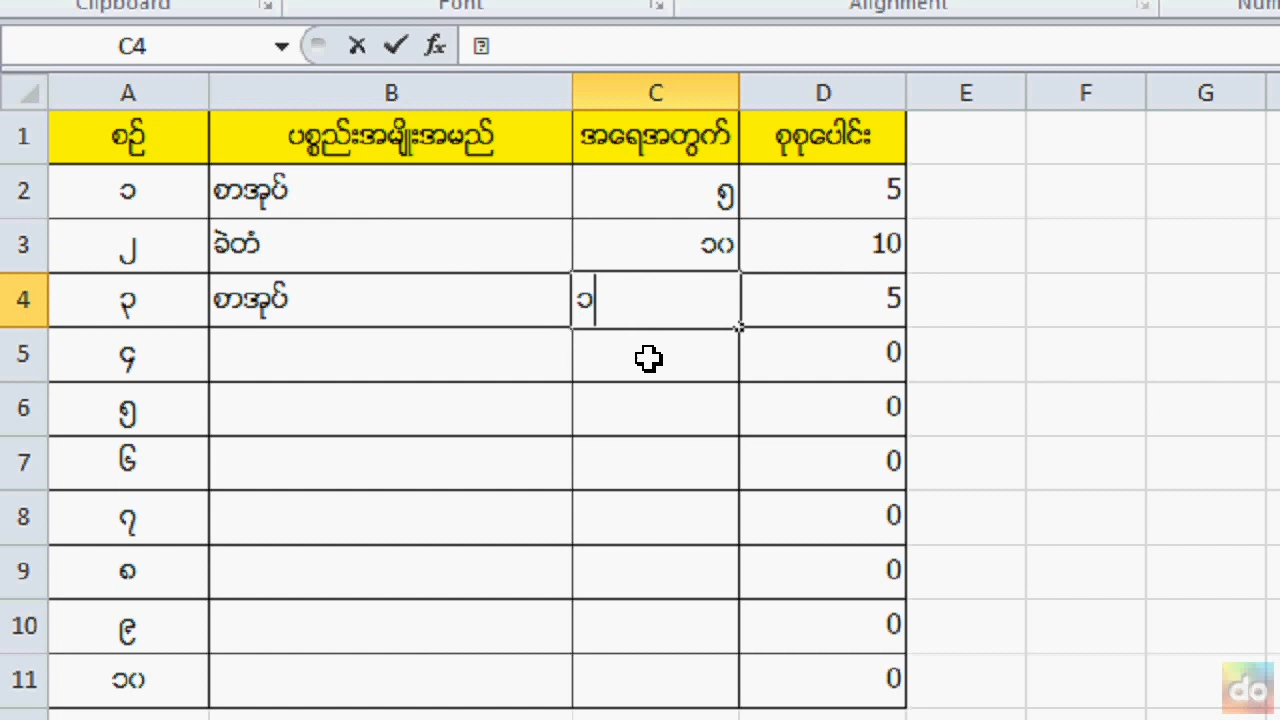 Clipboard Font Alignment Num
C4 fx
A B C D E F G
1 စဉ် ပစ္စည်းအမျိုးအမည် အရေအတွက် စုစုပေါင်း
2 ၁ စာအုပ် ၅ 5
3 ၂ ခဲတံ ၁၀ 10
4 ၃ စာအုပ် ၁ 5
5 ၄ 0
6 ၅ 0
7 ၆ 0
8 ၇ 0
9 ၈ 0
10 ၉ 0
11 ၁၀ 0
do